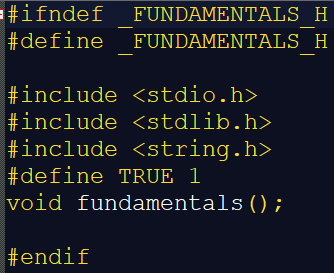 #ifndef _FUNDAMENTALS_H
#define _FUNDAMENTALS_H
#include <stdio.h>
#include <stdlib.h>
#include <string.h>
#define TRUE 1
void fundamentals();
#endif